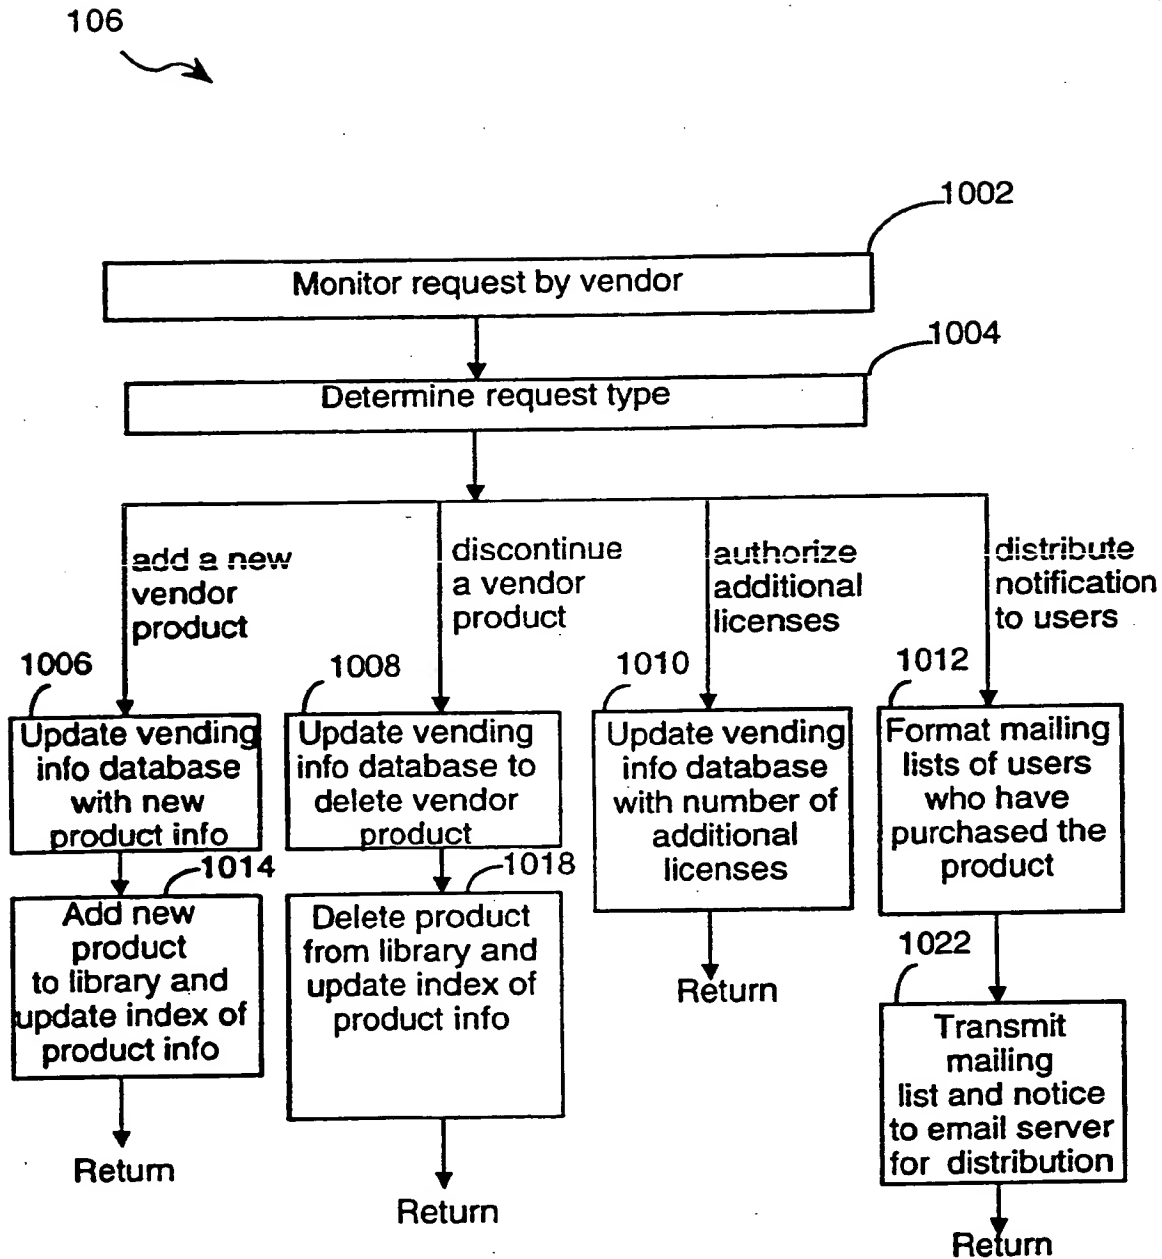 106
1002
Monitor request by vendor
1004
Determine request type
add a new
vendor
product
discontinue
a vendor
product
authorize
additional
licenses
distribute
notification
to users
1006
Update vending
info database
with new
product info
1008
Update vending
info database to
delete vendor
product
1010
Update vending
info database
with number of
additional
licenses
1012
Format mailing
lists of users
who have
purchased the
product
1014
Add new
product
to library and
update index of
product info
Return
1018
Delete product
from library and
update index of
product info
Return
Return
1022
Transmit
mailing
list and notice
to email server
for distribution
Return